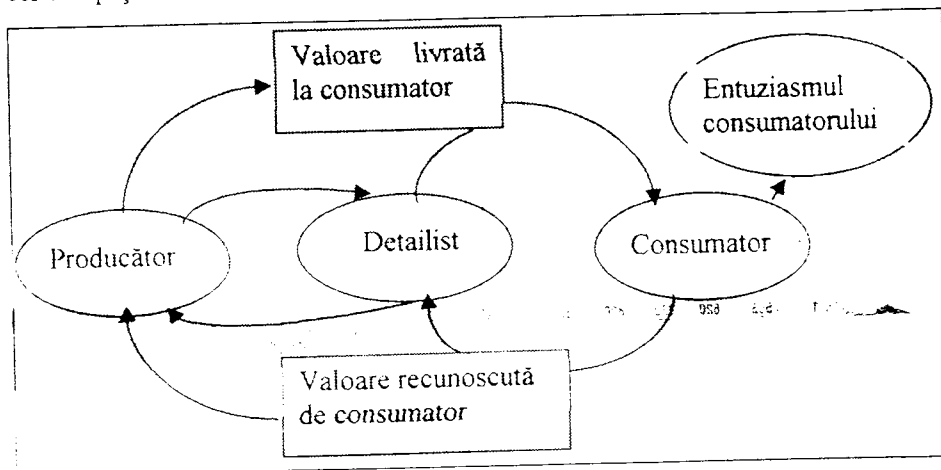 Valoare livrată
la consumator
Entuziasmul
consumatorului
Producător
Detailist
Consumator
Valoare recunoscută
de consumator